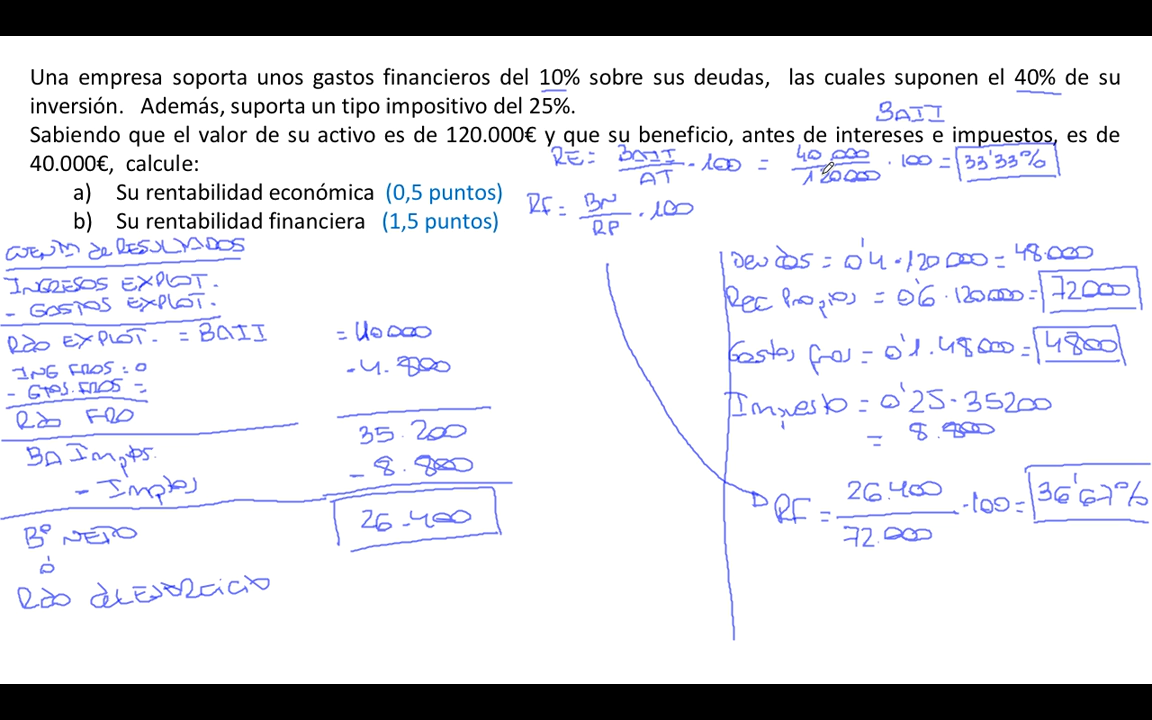 Una empresa soporta unos gastos financieros del 10% sobre sus deudas, las cuales suponen el 40% de su
inversión. Además, suporta un tipo impositivo del 25%.
BAII
Sabiendo que el valor de su activo es de 120.000€ y que su beneficio, antes de intereses e impuestos, es de
40.000€, calcule:
RE = BAII / AT · 100 = 40 000 / 120000 · 100 = 33'33%
a) Su rentabilidad económica (0,5 puntos)
b) Su rentabilidad financiera (1,5 puntos)
RF = BN / RP · 100
CUENTA de RESULTADOS
INGRESOS EXPLOT.
- GASTOS EXPLOT.
RDO EXPLOT. = BAII = 40000
ING FROS = 0
- GTOS. FROS = - 4.800
RDO FRO
35.200
BA Imptos.
- Imptos - 8.800
Bº NETO 26.400
ó
RDO del EJERCICIO
Deudas = 0'4 · 120 000 = 48.000
Rec Propios = 0'6 · 120000 = 72000
Gastos fros = 0'1 · 48000 = 4800
Impuesto = 0'25 · 35200
= 8.800
RF = 26.400 / 72.000 · 100 = 36'67%